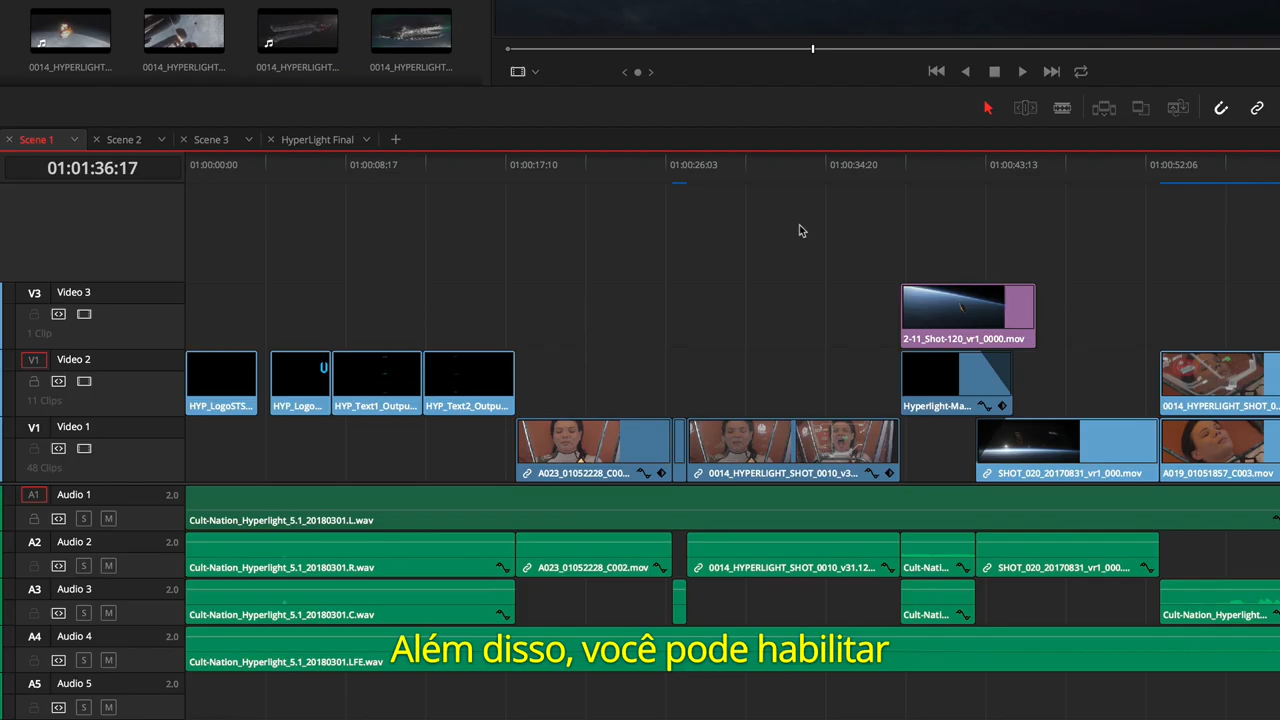 0014_HYPERLIGHT... 0014_HYPERLIGHT... 0014_HYPERLIGHT... 0014_HYPERLIGHT...
Scene 1 Scene 2 Scene 3 HyperLight Final
01:01:36:17 01:00:00:00 01:00:08:17 01:00:17:10 01:00:26:03 01:00:34:20 01:00:43:13 01:00:52:06
V3 Video 3
1 Clip
2-11_Shot-120_vr1_0000.mov
V1 Video 2
11 Clips
HYP_LogoSTS... HYP_Logo... HYP_Text1_Outpu... HYP_Text2_Outpu... Hyperlight-Ma... 0014_HYPERLIGHT_SHOT_0...
V1 Video 1
48 Clips
A023_01052228_C00... 0014_HYPERLIGHT_SHOT_0010_v3... SHOT_020_20170831_vr1_000.mov A019_01051857_C003.mov
A1 Audio 1 2.0
S M
Cult-Nation_Hyperlight_5.1_20180301.L.wav
A2 Audio 2 2.0
S M
Cult-Nation_Hyperlight_5.1_20180301.R.wav A023_01052228_C002.mov 0014_HYPERLIGHT_SHOT_0010_v31.12... Cult-Nati... SHOT_020_20170831_vr1_000....
A3 Audio 3 2.0
S M
Cult-Nation_Hyperlight_5.1_20180301.C.wav Cult-Nati... Cult-Nation_Hyperlight...
A4 Audio 4 2.0
S M
Cult-Nation_Hyperlight_5.1_20180301.LFE.wav
Além disso, você pode habilitar
A5 Audio 5 2.0
S M